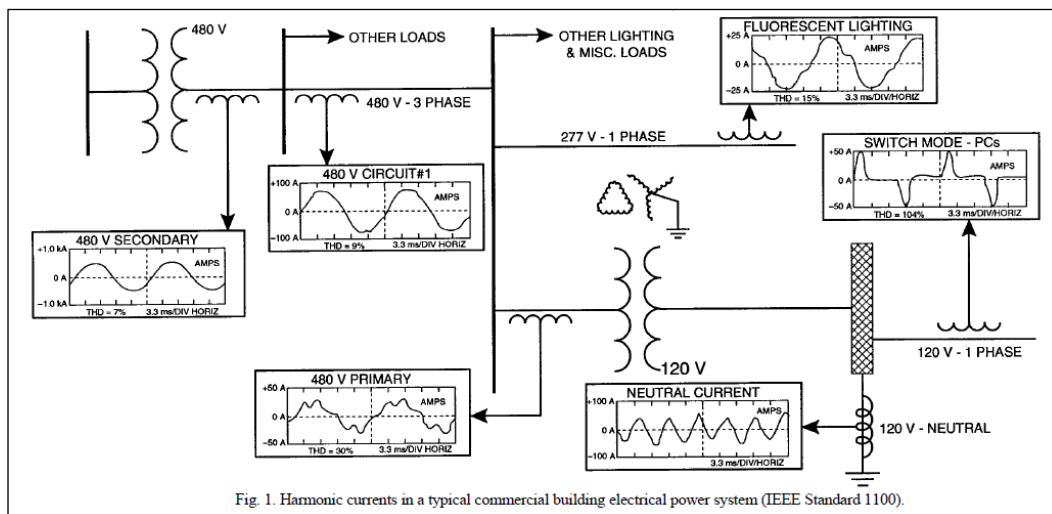 480 V
OTHER LOADS
480 V - 3 PHASE
OTHER LIGHTING
& MISC. LOADS
FLUORESCENT LIGHTING
+25 A
AMPS
0 A
−25 A
THD = 15%
3.3 ms/DIV/HORIZ
277 V - 1 PHASE
SWITCH MODE - PCs
+50 A
AMPS
0 A
−50 A
THD = 104%
3.3 ms/DIV/HORIZ
480 V CIRCUIT#1
+100 A
AMPS
0 A
−100 A
THD = 9%
3.3 ms/DIV HORIZ
480 V SECONDARY
+1.0 kA
AMPS
0 A
−1.0 kA
THD = 7%
3.3 ms/DIV HORIZ
120 V
120 V - 1 PHASE
480 V PRIMARY
+50 A
AMPS
0 A
−50 A
THD = 30%
3.3 ms/DIV/HORIZ
NEUTRAL CURRENT
+100 A
AMPS
0 A
−100 A
3.3 ms/DIV/HORIZ
120 V - NEUTRAL
Fig. 1. Harmonic currents in a typical commercial building electrical power system (IEEE Standard 1100).